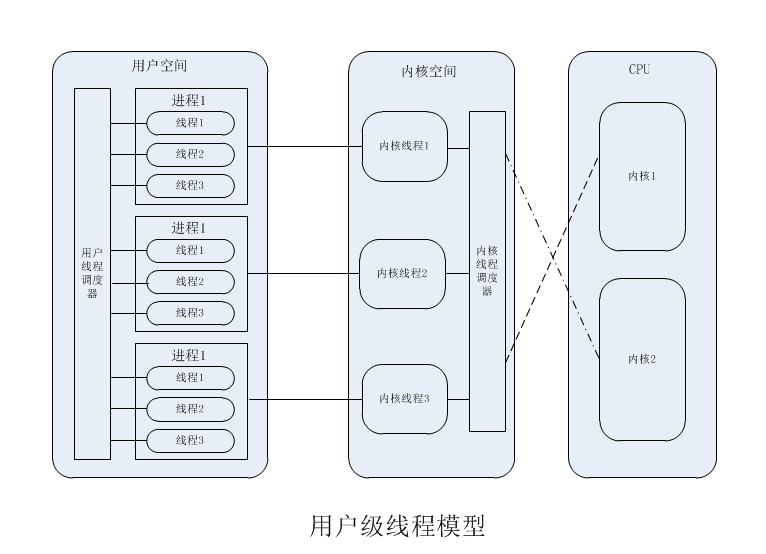 用户空间
进程1
线程1
线程2
线程3
进程1
线程1
线程2
线程3
进程1
线程1
线程2
线程3
用户
线程
调度
器
内核空间
内核线程1
内核线程2
内核线程3
内核
线程
调度
器
CPU
内核1
内核2
用户级线程模型